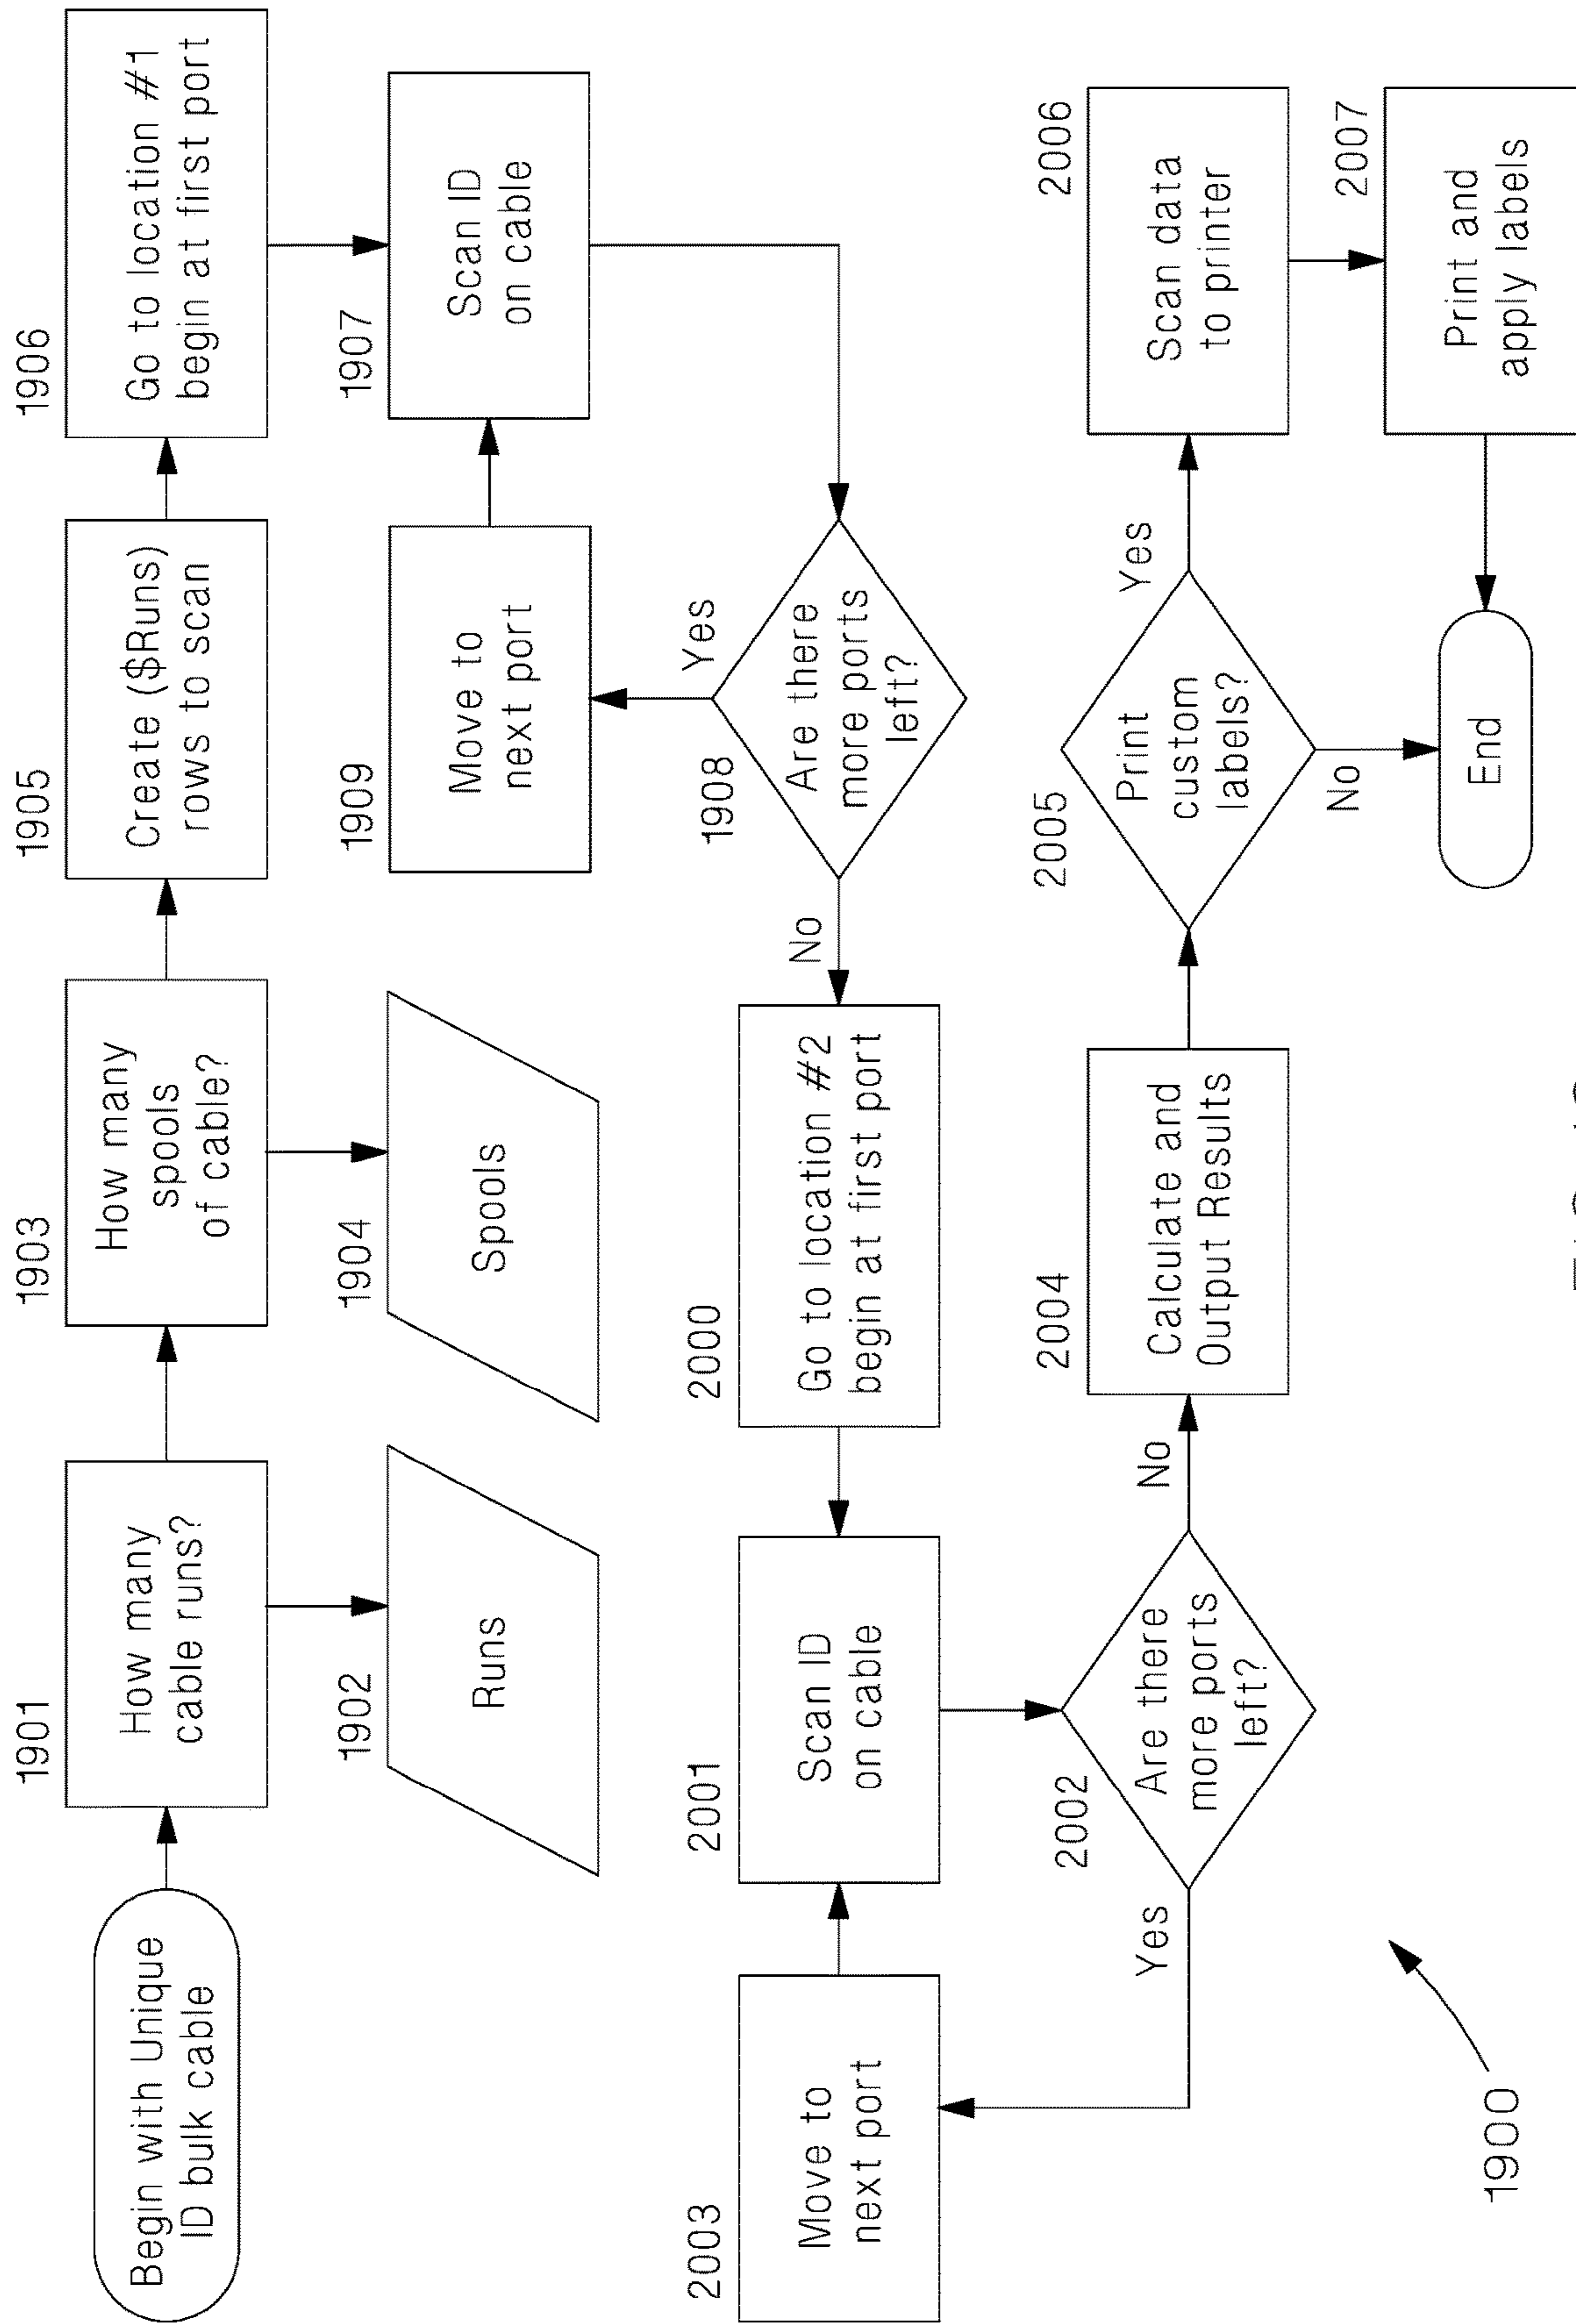 Begin with Unique
ID bulk cable
1901
How many
cable runs?
1902
Runs
1903
How many
spools
of cable?
1904
Spools
1905
Create ($Runs)
rows to scan
1906
Go to location #1
begin at first port
1907
Scan ID
on cable
1908
Are there
more ports
left?
Yes
No
1909
Move to
next port
2000
Go to location #2
begin at first port
2001
Scan ID
on cable
2002
Are there
more ports
left?
Yes
No
2003
Move to
next port
2004
Calculate and
Output Results
2005
Print
custom
labels?
Yes
No
2006
Scan data
to printer
2007
Print and
apply labels
End
1900